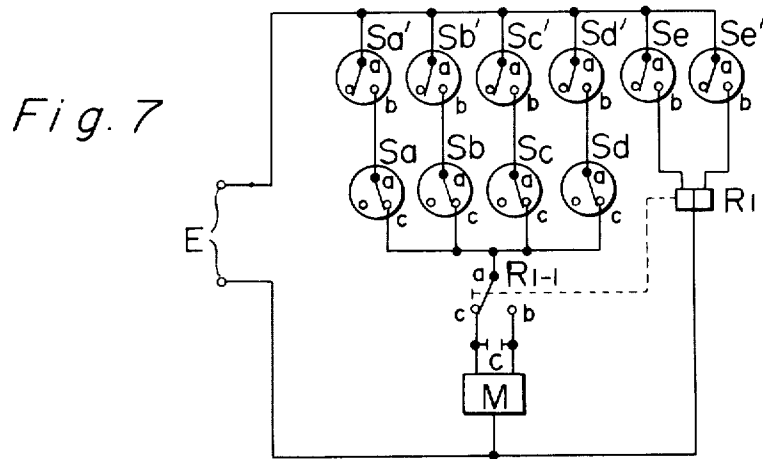 Fig. 7
Sa' Sb' Sc' Sd' Se Se'
a a a a a a
b b b b b b
Sa Sb Sc Sd
a a a a
c c c c
R1
E
a R1-1
c b
C
M